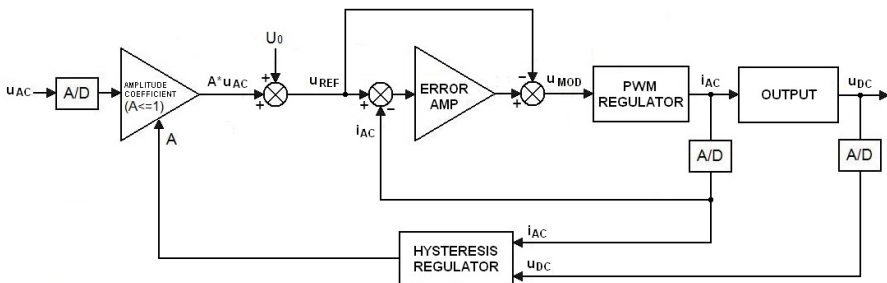 U0
uAC
A/D
AMPLITUDE
COEFFICIENT
(A<=1)
A*uAC
+
+
uREF
+
−
ERROR
AMP
−
+
uMOD
PWM
REGULATOR
iAC
OUTPUT
uDC
A
iAC
A/D
A/D
HYSTERESIS
REGULATOR
iAC
uDC